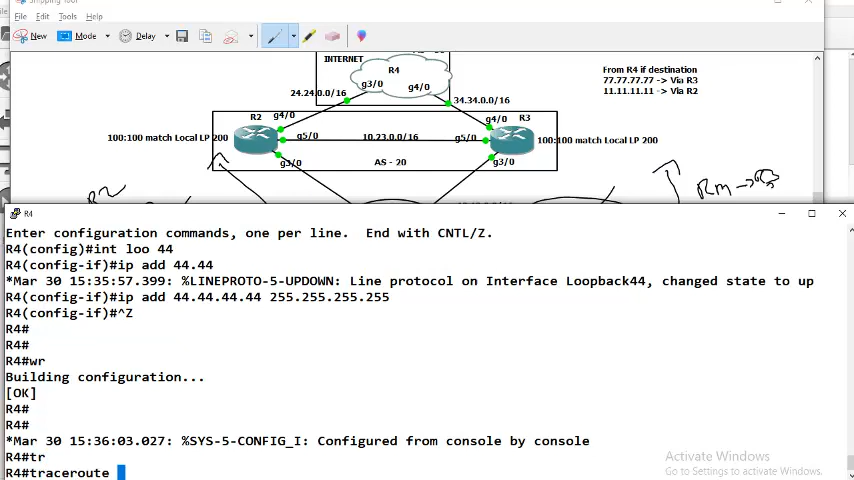 Snipping Tool
File Edit Tools Help
New Mode Delay
INTERNET
R4
g3/0
g4/0
From R4 if destination
77.77.77.77 -> Via R3
11.11.11.11 -> Via R2
24.24.0.0/16
34.34.0.0/16
R2
g4/0
g4/0
R3
100:100 match Local LP 200
g5/0
10.23.0.0/16
g5/0
100:100 match Local LP 200
g3/0
AS - 20
g3/0
R2
RM
R4
Enter configuration commands, one per line. End with CNTL/Z.
R4(config)#int loo 44
R4(config-if)#ip add 44.44
*Mar 30 15:35:57.399: %LINEPROTO-5-UPDOWN: Line protocol on Interface Loopback44, changed state to up
R4(config-if)#ip add 44.44.44.44 255.255.255.255
R4(config-if)#^Z
R4#
R4#
R4#wr
Building configuration...
[OK]
R4#
R4#
*Mar 30 15:36:03.027: %SYS-5-CONFIG_I: Configured from console by console
R4#tr
R4#traceroute
Activate Windows
Go to Settings to activate Windows.